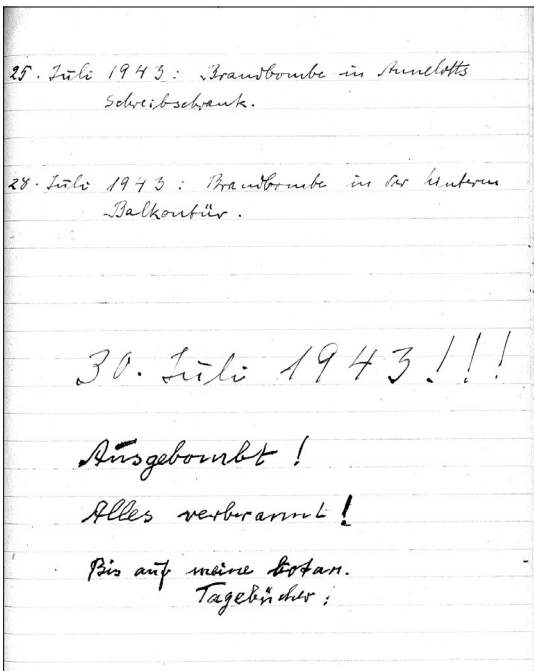 25. Juli 1943: Brandbombe in Annelotts
Schreibschrank.
28. Juli 1943: Brandbombe in der hinteren
Balkontür.
30. Juli 1943!!!
Ausgebombt!
Alles verbrannt!
Bis auf meine botan.
Tagebücher!